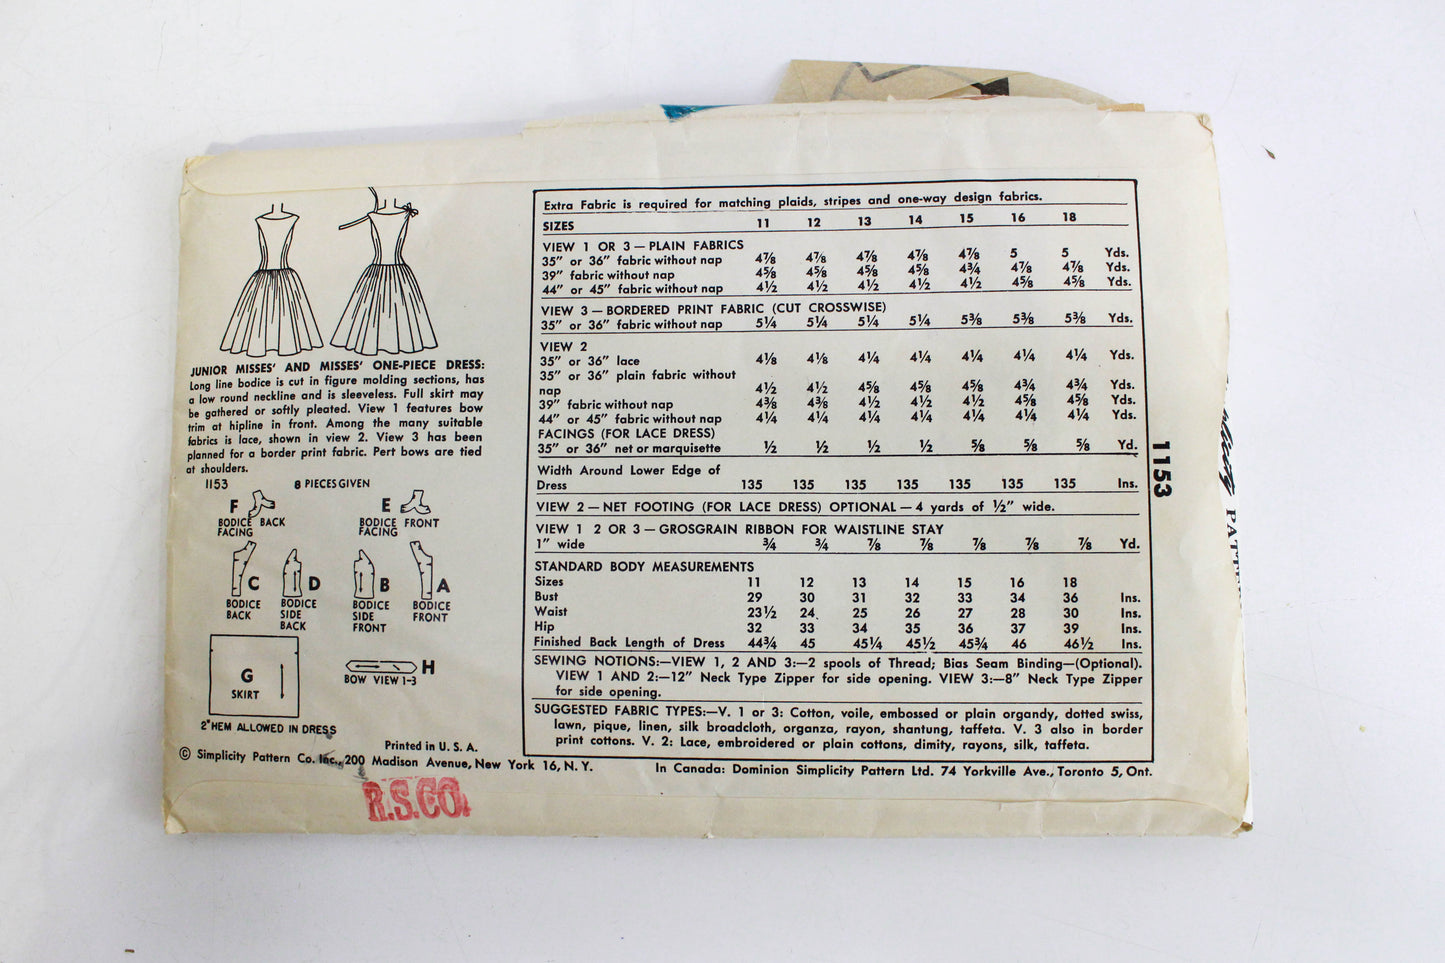 JUNIOR MISSES' AND MISSES' ONE-PIECE DRESS:
Long line bodice is cut in figure molding sections, has
a low round neckline and is sleeveless. Full skirt may
be gathered or softly pleated. View 1 features bow
trim at hipline in front. Among the many suitable
fabrics is lace, shown in view 2. View 3 has been
planned for a border print fabric. Pert bows are tied
at shoulders.
1153 8 PIECES GIVEN
F
BODICE BACK
FACING
E
BODICE FRONT
FACING
C
BODICE
BACK
D
BODICE
SIDE
BACK
B
BODICE
SIDE
FRONT
A
BODICE
FRONT
G
SKIRT
H
BOW VIEW 1-3
2" HEM ALLOWED IN DRESS
Extra Fabric is required for matching plaids, stripes and one-way design fabrics.
SIZES 11 12 13 14 15 16 18
VIEW 1 OR 3 — PLAIN FABRICS
35" or 36" fabric without nap 4⅞ 4⅞ 4⅞ 4⅞ 4⅞ 5 5 Yds.
39" fabric without nap 4⅝ 4⅝ 4⅝ 4⅝ 4¾ 4⅞ 4⅞ Yds.
44" or 45" fabric without nap 4½ 4½ 4½ 4½ 4½ 4⅝ 4⅝ Yds.
VIEW 3 — BORDERED PRINT FABRIC (CUT CROSSWISE)
35" or 36" fabric without nap 5¼ 5¼ 5¼ 5¼ 5⅜ 5⅜ 5⅜ Yds.
VIEW 2
35" or 36" lace 4⅛ 4⅛ 4¼ 4¼ 4¼ 4¼ 4¼ Yds.
35" or 36" plain fabric without
nap 4½ 4½ 4⅝ 4⅝ 4⅝ 4¾ 4¾ Yds.
39" fabric without nap 4⅜ 4⅜ 4½ 4½ 4½ 4⅝ 4⅝ Yds.
44" or 45" fabric without nap 4¼ 4¼ 4¼ 4¼ 4¼ 4¼ 4¼ Yds.
FACINGS (FOR LACE DRESS)
35" or 36" net or marquisette ½ ½ ½ ½ ⅝ ⅝ ⅝ Yd.
Width Around Lower Edge of
Dress 135 135 135 135 135 135 135 Ins.
VIEW 2 — NET FOOTING (FOR LACE DRESS) OPTIONAL — 4 yards of ½" wide.
VIEW 1 2 OR 3 — GROSGRAIN RIBBON FOR WAISTLINE STAY
1" wide ¾ ¾ ⅞ ⅞ ⅞ ⅞ ⅞ Yd.
STANDARD BODY MEASUREMENTS
Sizes 11 12 13 14 15 16 18
Bust 29 30 31 32 33 34 36 Ins.
Waist 23½ 24 25 26 27 28 30 Ins.
Hip 32 33 34 35 36 37 39 Ins.
Finished Back Length of Dress 44¾ 45 45¼ 45½ 45¾ 46 46½ Ins.
SEWING NOTIONS:—VIEW 1, 2 AND 3:—2 spools of Thread; Bias Seam Binding—(Optional).
VIEW 1 AND 2:—12" Neck Type Zipper for side opening. VIEW 3:—8" Neck Type Zipper
for side opening.
SUGGESTED FABRIC TYPES:—V. 1 or 3: Cotton, voile, embossed or plain organdy, dotted swiss,
lawn, pique, linen, silk broadcloth, organza, rayon, shantung, taffeta. V. 3 also in border
print cottons. V. 2: Lace, embroidered or plain cottons, dimity, rayons, silk, taffeta.
1153
Printed in U. S. A.
© Simplicity Pattern Co. Inc., 200 Madison Avenue, New York 16, N. Y.
In Canada: Dominion Simplicity Pattern Ltd. 74 Yorkville Ave., Toronto 5, Ont.
R.S.CO.